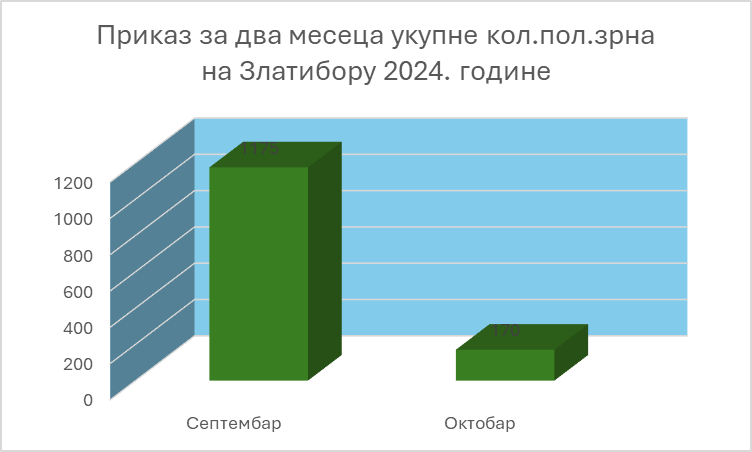 Приказ за два месеца укупне кол.пол.зрна
на Златибору 2024. године
1200
1000
800
600
400
200
0
1175
170
Септембар
Октобар